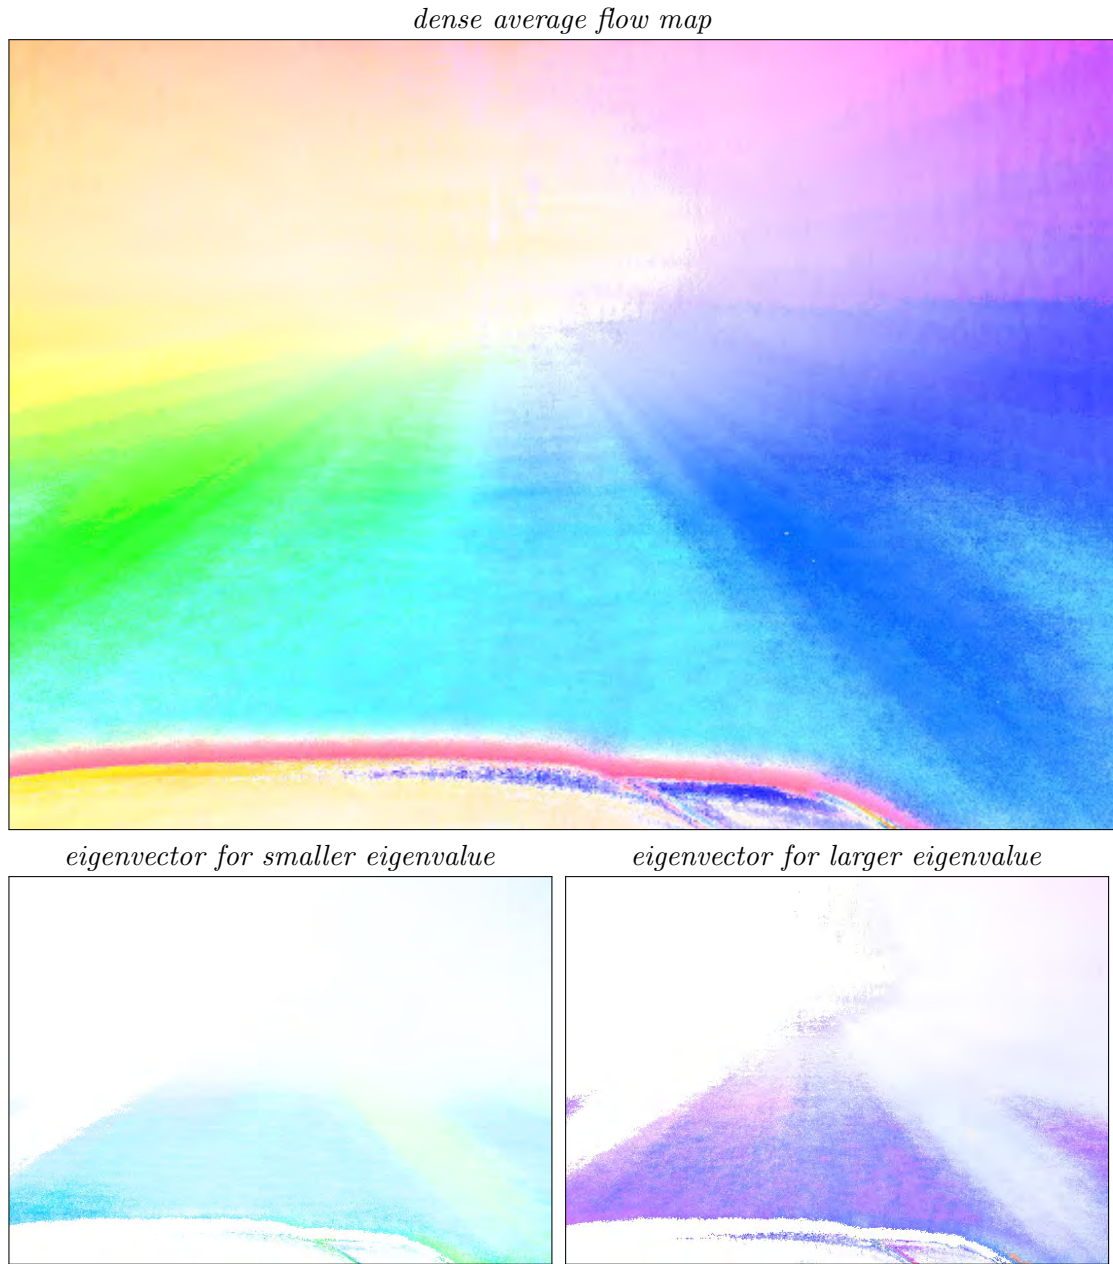 dense average flow map
eigenvector for smaller eigenvalue
eigenvector for larger eigenvalue